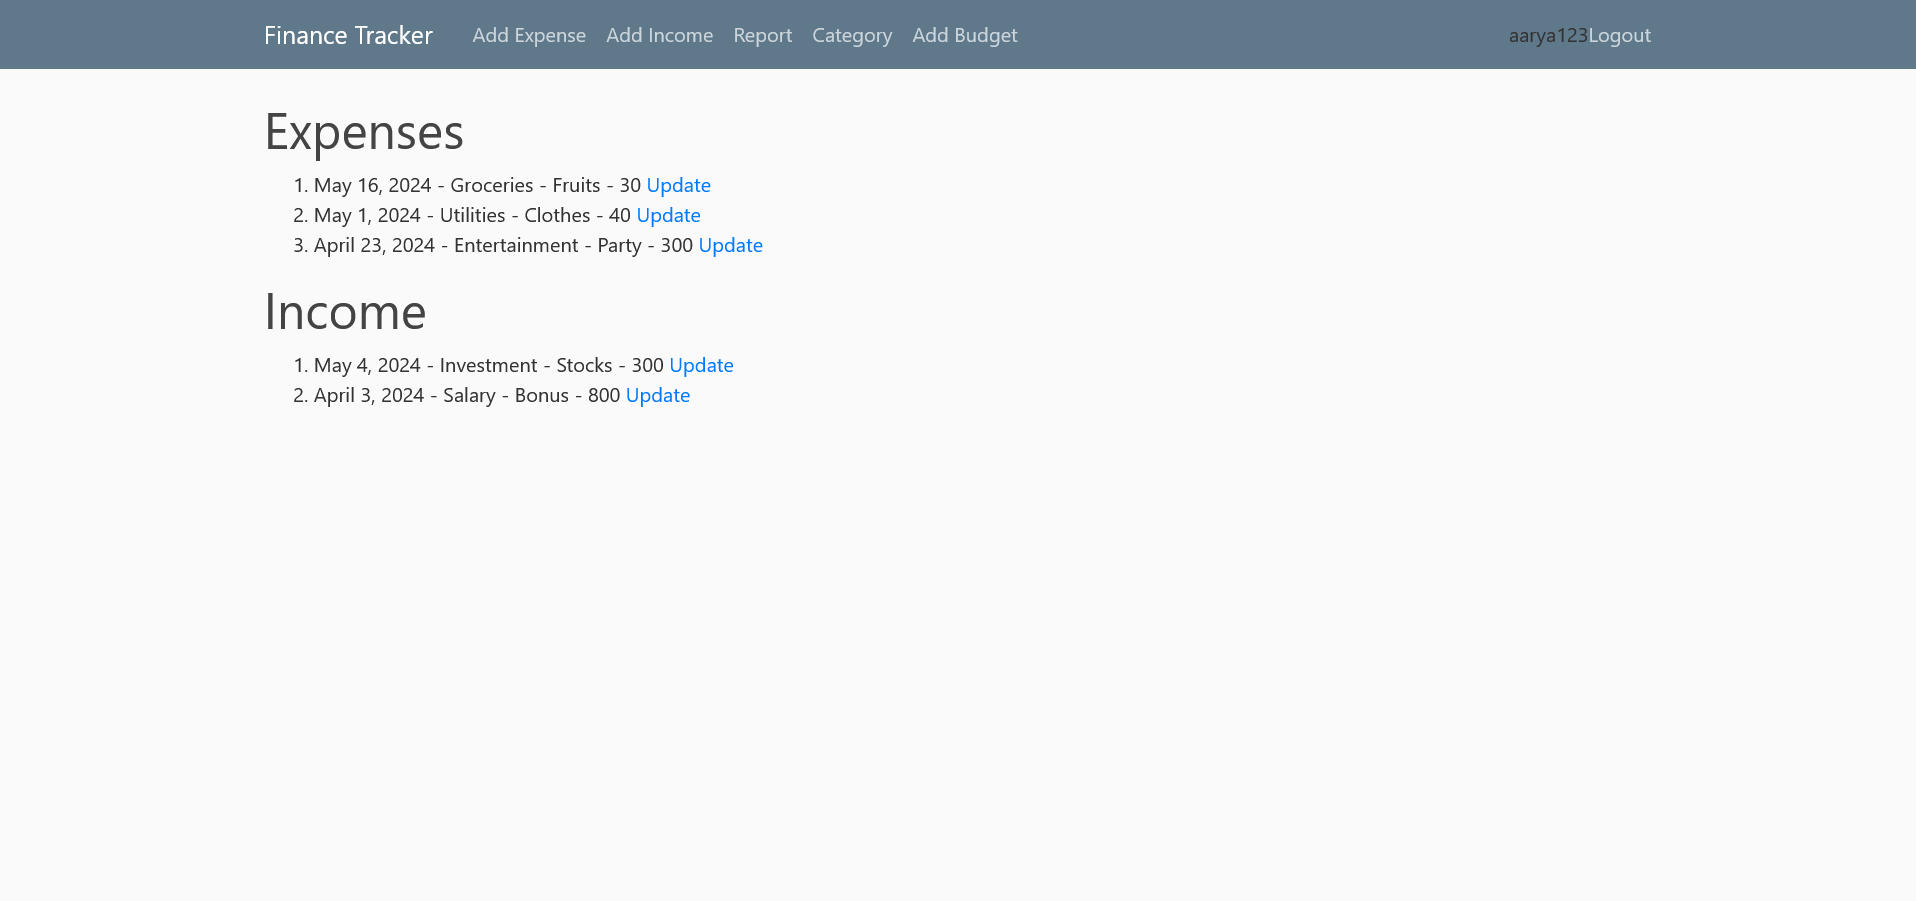 Finance Tracker Add Expense Add Income Report Category Add Budget aarya123Logout
Expenses
1. May 16, 2024 - Groceries - Fruits - 30 Update
2. May 1, 2024 - Utilities - Clothes - 40 Update
3. April 23, 2024 - Entertainment - Party - 300 Update
Income
1. May 4, 2024 - Investment - Stocks - 300 Update
2. April 3, 2024 - Salary - Bonus - 800 Update